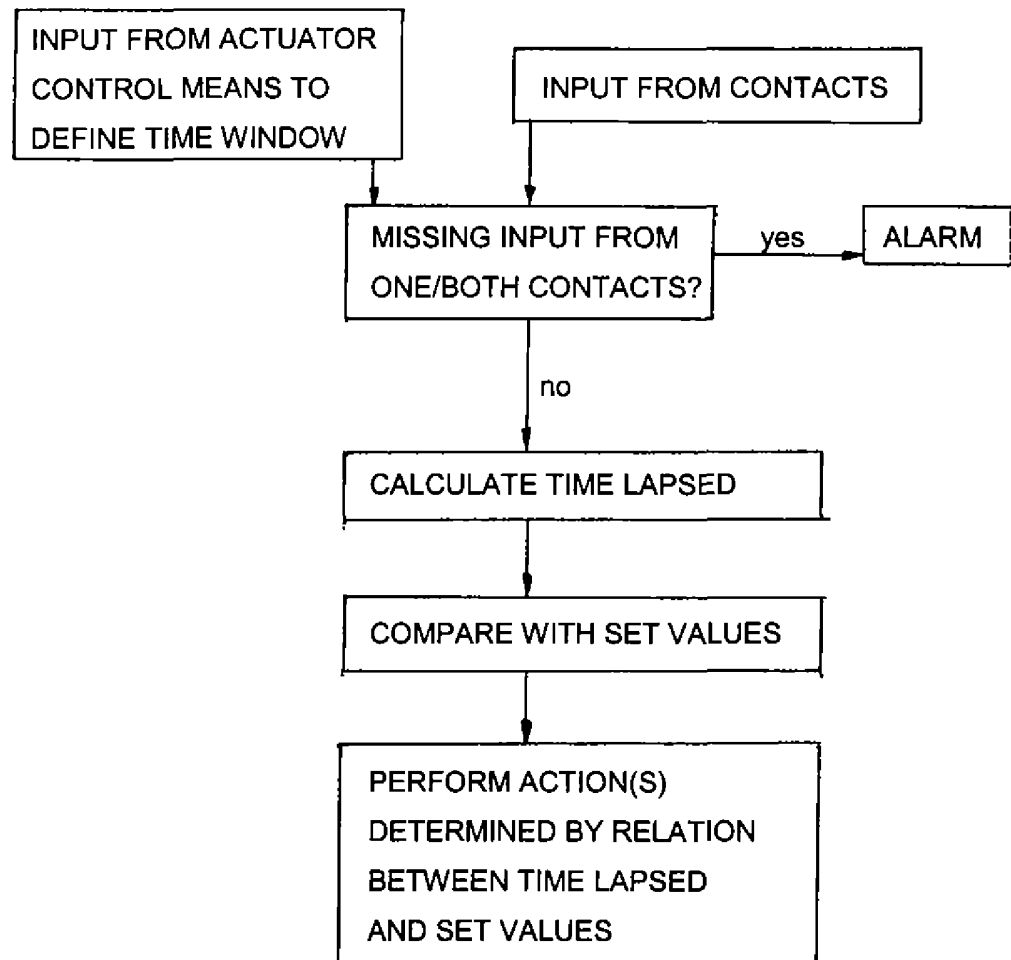 INPUT FROM ACTUATOR
CONTROL MEANS TO
DEFINE TIME WINDOW
INPUT FROM CONTACTS
MISSING INPUT FROM
ONE/BOTH CONTACTS?
yes
ALARM
no
CALCULATE TIME LAPSED
COMPARE WITH SET VALUES
PERFORM ACTION(S)
DETERMINED BY RELATION
BETWEEN TIME LAPSED
AND SET VALUES